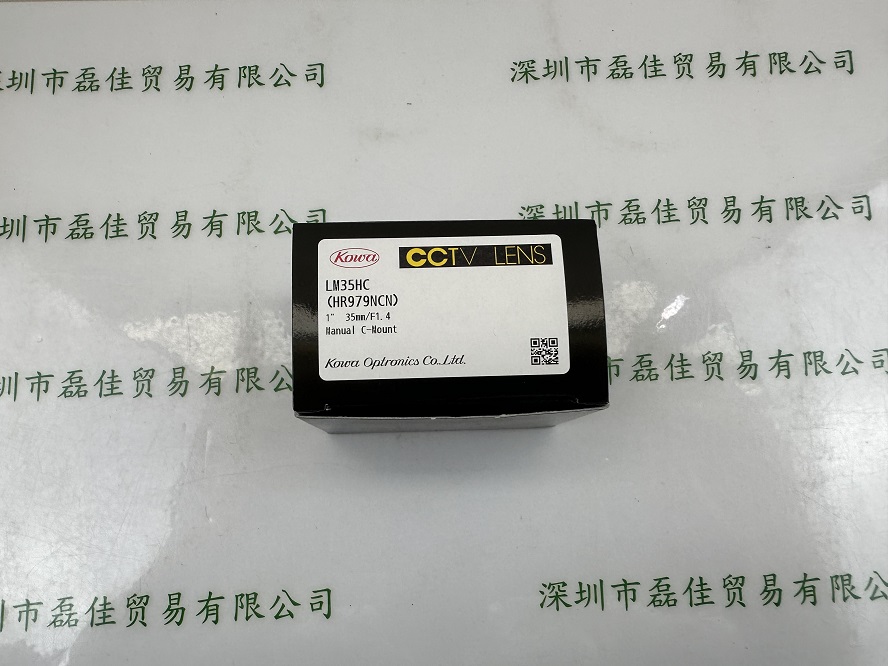 深圳市磊佳贸易有限公司
深圳市磊佳贸易有限公司
圳市磊佳贸易有限公司
深圳市磊佳贸易有限公司
Kowa
CCTV LENS
LM35HC
(HR979NCN)
1" 35mm/F1.4
Manual C-Mount
Kowa Optronics Co.,Ltd.
圳市磊佳贸易有限公司
磊佳贸易有限公司
圳市磊佳贸易有限公司
深圳市磊佳贸易有限公